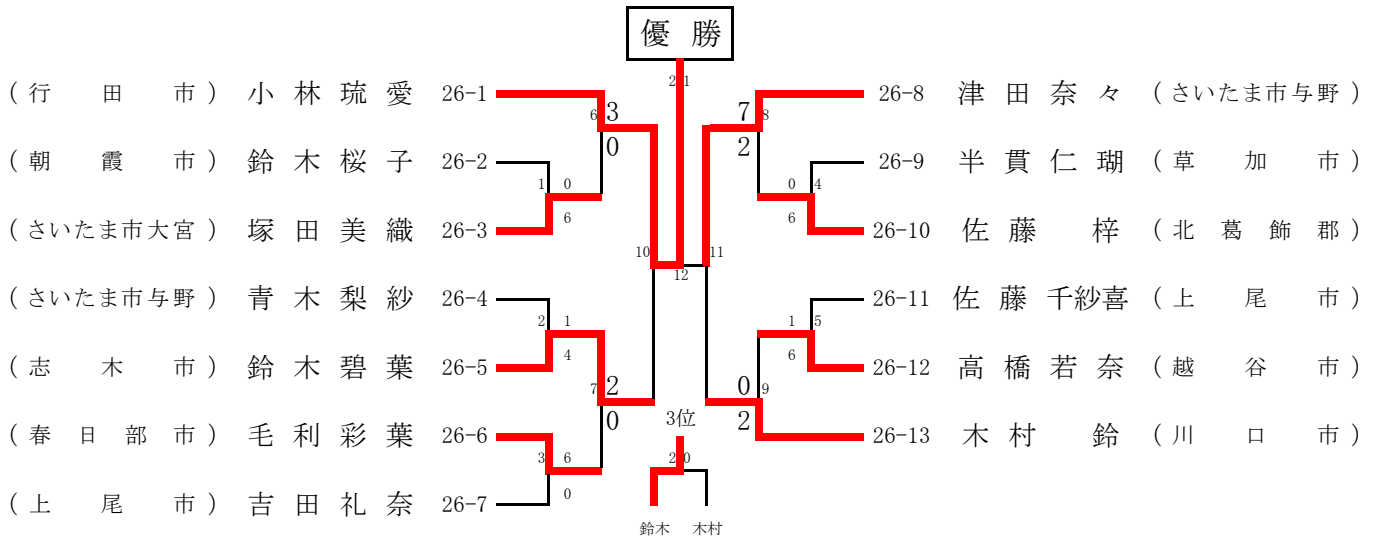 優勝
2 1
(行田市) 小林琉愛 26-1
6 3
0
(朝霞市) 鈴木桜子 26-2
1 0
6
(さいたま市大宮) 塚田美織 26-3
10
(さいたま市与野) 青木梨紗 26-4
2 1
4
(志木市) 鈴木碧葉 26-5
7 2
0
(春日部市) 毛利彩葉 26-6
3 6
0
(上尾市) 吉田礼奈 26-7
12
26-8 津田奈々 (さいたま市与野)
7 8
2
26-9 半貫仁瑚 (草加市)
0 4
6
26-10 佐藤梓 (北葛飾郡)
11
26-11 佐藤千紗喜 (上尾市)
1 5
6
26-12 高橋若奈 (越谷市)
0 9
2
26-13 木村鈴 (川口市)
3位
2 0
鈴木 木村